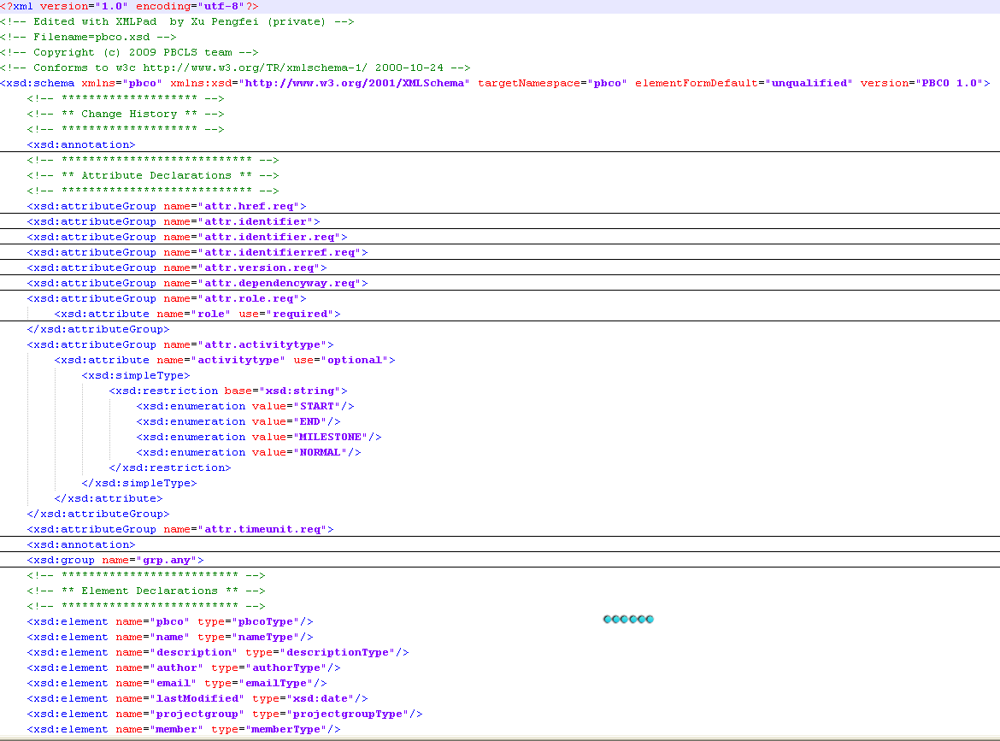 <?xml version="1.0" encoding="utf-8"?>
<!-- Edited with XMLPad  by Xu Pengfei (private) -->
<!-- Filename=pbco.xsd -->
<!-- Copyright (c) 2009 PBCLS team -->
<!-- Conforms to w3c http://www.w3.org/TR/xmlschema-1/ 2000-10-24 -->
<xsd:schema xmlns="pbco" xmlns:xsd="http://www.w3.org/2001/XMLSchema" targetNamespace="pbco" elementFormDefault="unqualified" version="PBCO 1.0">
    <!-- ******************** -->
    <!-- ** Change History ** -->
    <!-- ******************** -->
    <xsd:annotation>
    <!-- **************************** -->
    <!-- ** Attribute Declarations ** -->
    <!-- **************************** -->
    <xsd:attributeGroup name="attr.href.req">
    <xsd:attributeGroup name="attr.identifier">
    <xsd:attributeGroup name="attr.identifier.req">
    <xsd:attributeGroup name="attr.identifierref.req">
    <xsd:attributeGroup name="attr.version.req">
    <xsd:attributeGroup name="attr.dependencyway.req">
    <xsd:attributeGroup name="attr.role.req">
        <xsd:attribute name="role" use="required">
    </xsd:attributeGroup>
    <xsd:attributeGroup name="attr.activitytype">
        <xsd:attribute name="activitytype" use="optional">
            <xsd:simpleType>
                <xsd:restriction base="xsd:string">
                    <xsd:enumeration value="START"/>
                    <xsd:enumeration value="END"/>
                    <xsd:enumeration value="MILESTONE"/>
                    <xsd:enumeration value="NORMAL"/>
                </xsd:restriction>
            </xsd:simpleType>
        </xsd:attribute>
    </xsd:attributeGroup>
    <xsd:attributeGroup name="attr.timeunit.req">
    <xsd:annotation>
    <xsd:group name="grp.any">
    <!-- ************************** -->
    <!-- ** Element Declarations ** -->
    <!-- ************************** -->
    <xsd:element name="pbco" type="pbcoType"/>
    <xsd:element name="name" type="nameType"/>
    <xsd:element name="description" type="descriptionType"/>
    <xsd:element name="author" type="authorType"/>
    <xsd:element name="email" type="emailType"/>
    <xsd:element name="lastModified" type="xsd:date"/>
    <xsd:element name="projectgroup" type="projectgroupType"/>
    <xsd:element name="member" type="memberType"/>